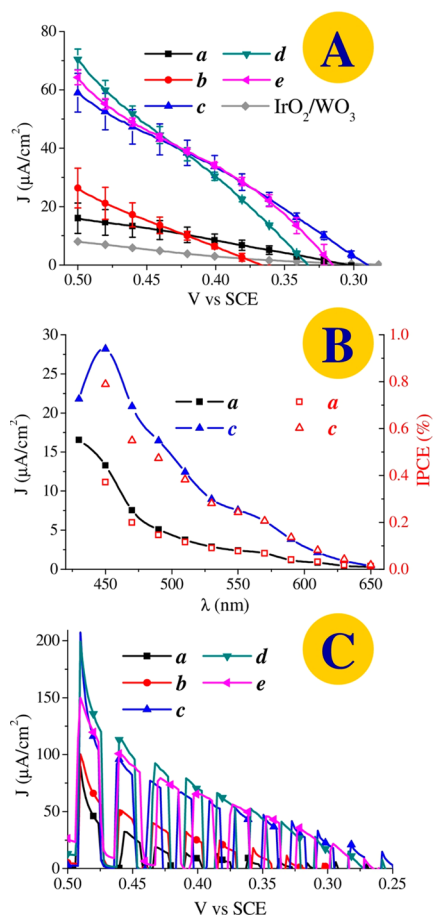 A
80
60
40
20
0
J (μA/cm²)
a
b
c
d
e
IrO₂/WO₃
0.50 0.45 0.40 0.35 0.30
V vs SCE
B
30
25
20
15
10
5
0
J (μA/cm²)
a
c
a
c
1.0
0.8
0.6
0.4
0.2
0.0
IPCE (%)
450 500 550 600 650
λ (nm)
C
200
150
100
50
0
J (μA/cm²)
a
b
c
d
e
0.50 0.45 0.40 0.35 0.30 0.25
V vs SCE